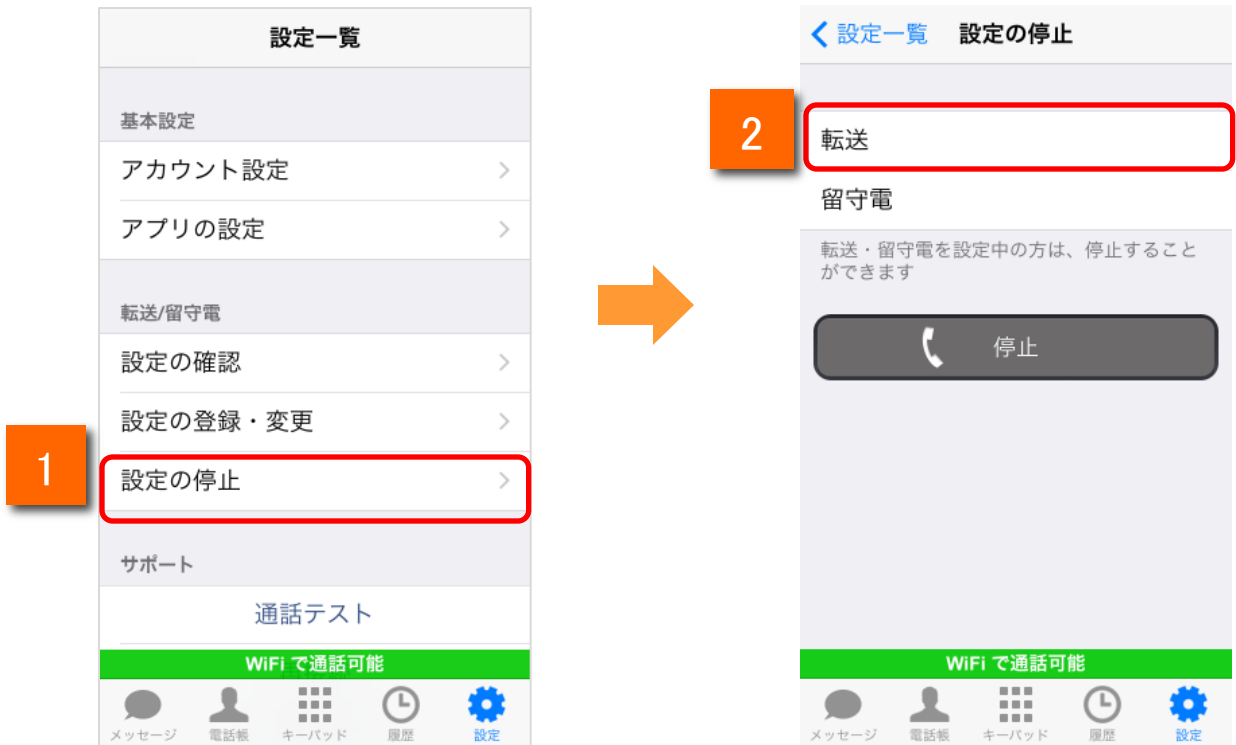 設定一覧
基本設定
アカウント設定
アプリの設定
転送/留守電
設定の確認
設定の登録・変更
1
設定の停止
サポート
通話テスト
WiFi で通話可能
メッセージ 電話帳 キーパッド 履歴 設定
設定一覧 設定の停止
2
転送
留守電
転送・留守電を設定中の方は、停止すること
ができます
停止
WiFi で通話可能
メッセージ 電話帳 キーパッド 履歴 設定